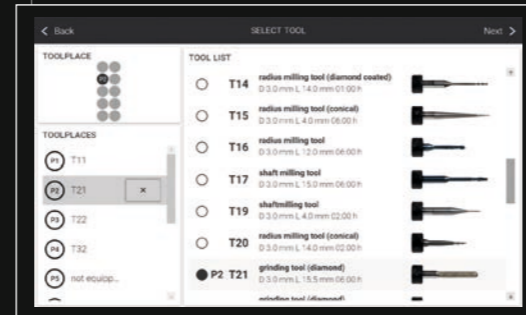 Back
SELECT TOOL
Next
TOOLPLACE
P2
TOOLPLACES
P1 T11
P2 T21 ×
P3 T22
P4 T32
P5 not equipp...
TOOL LIST
T14 radius milling tool (diamond coated)
D 3.0 mm L 14.0 mm 01:00 h
T15 radius milling tool (conical)
D 3.0 mm L 4.0 mm 06:00 h
T16 radius milling tool
D 3.0 mm L 12.0 mm 06:00 h
T17 shaft milling tool
D 3.0 mm L 15.0 mm 06:00 h
T19 shaftmilling tool
D 3.0 mm L 4.0 mm 02:00 h
T20 radius milling tool (conical)
D 3.0 mm L 14.0 mm 02:00 h
P2 T21 grinding tool (diamond)
D 3.0 mm L 15.5 mm 06:00 h
grinding tool (diamond)